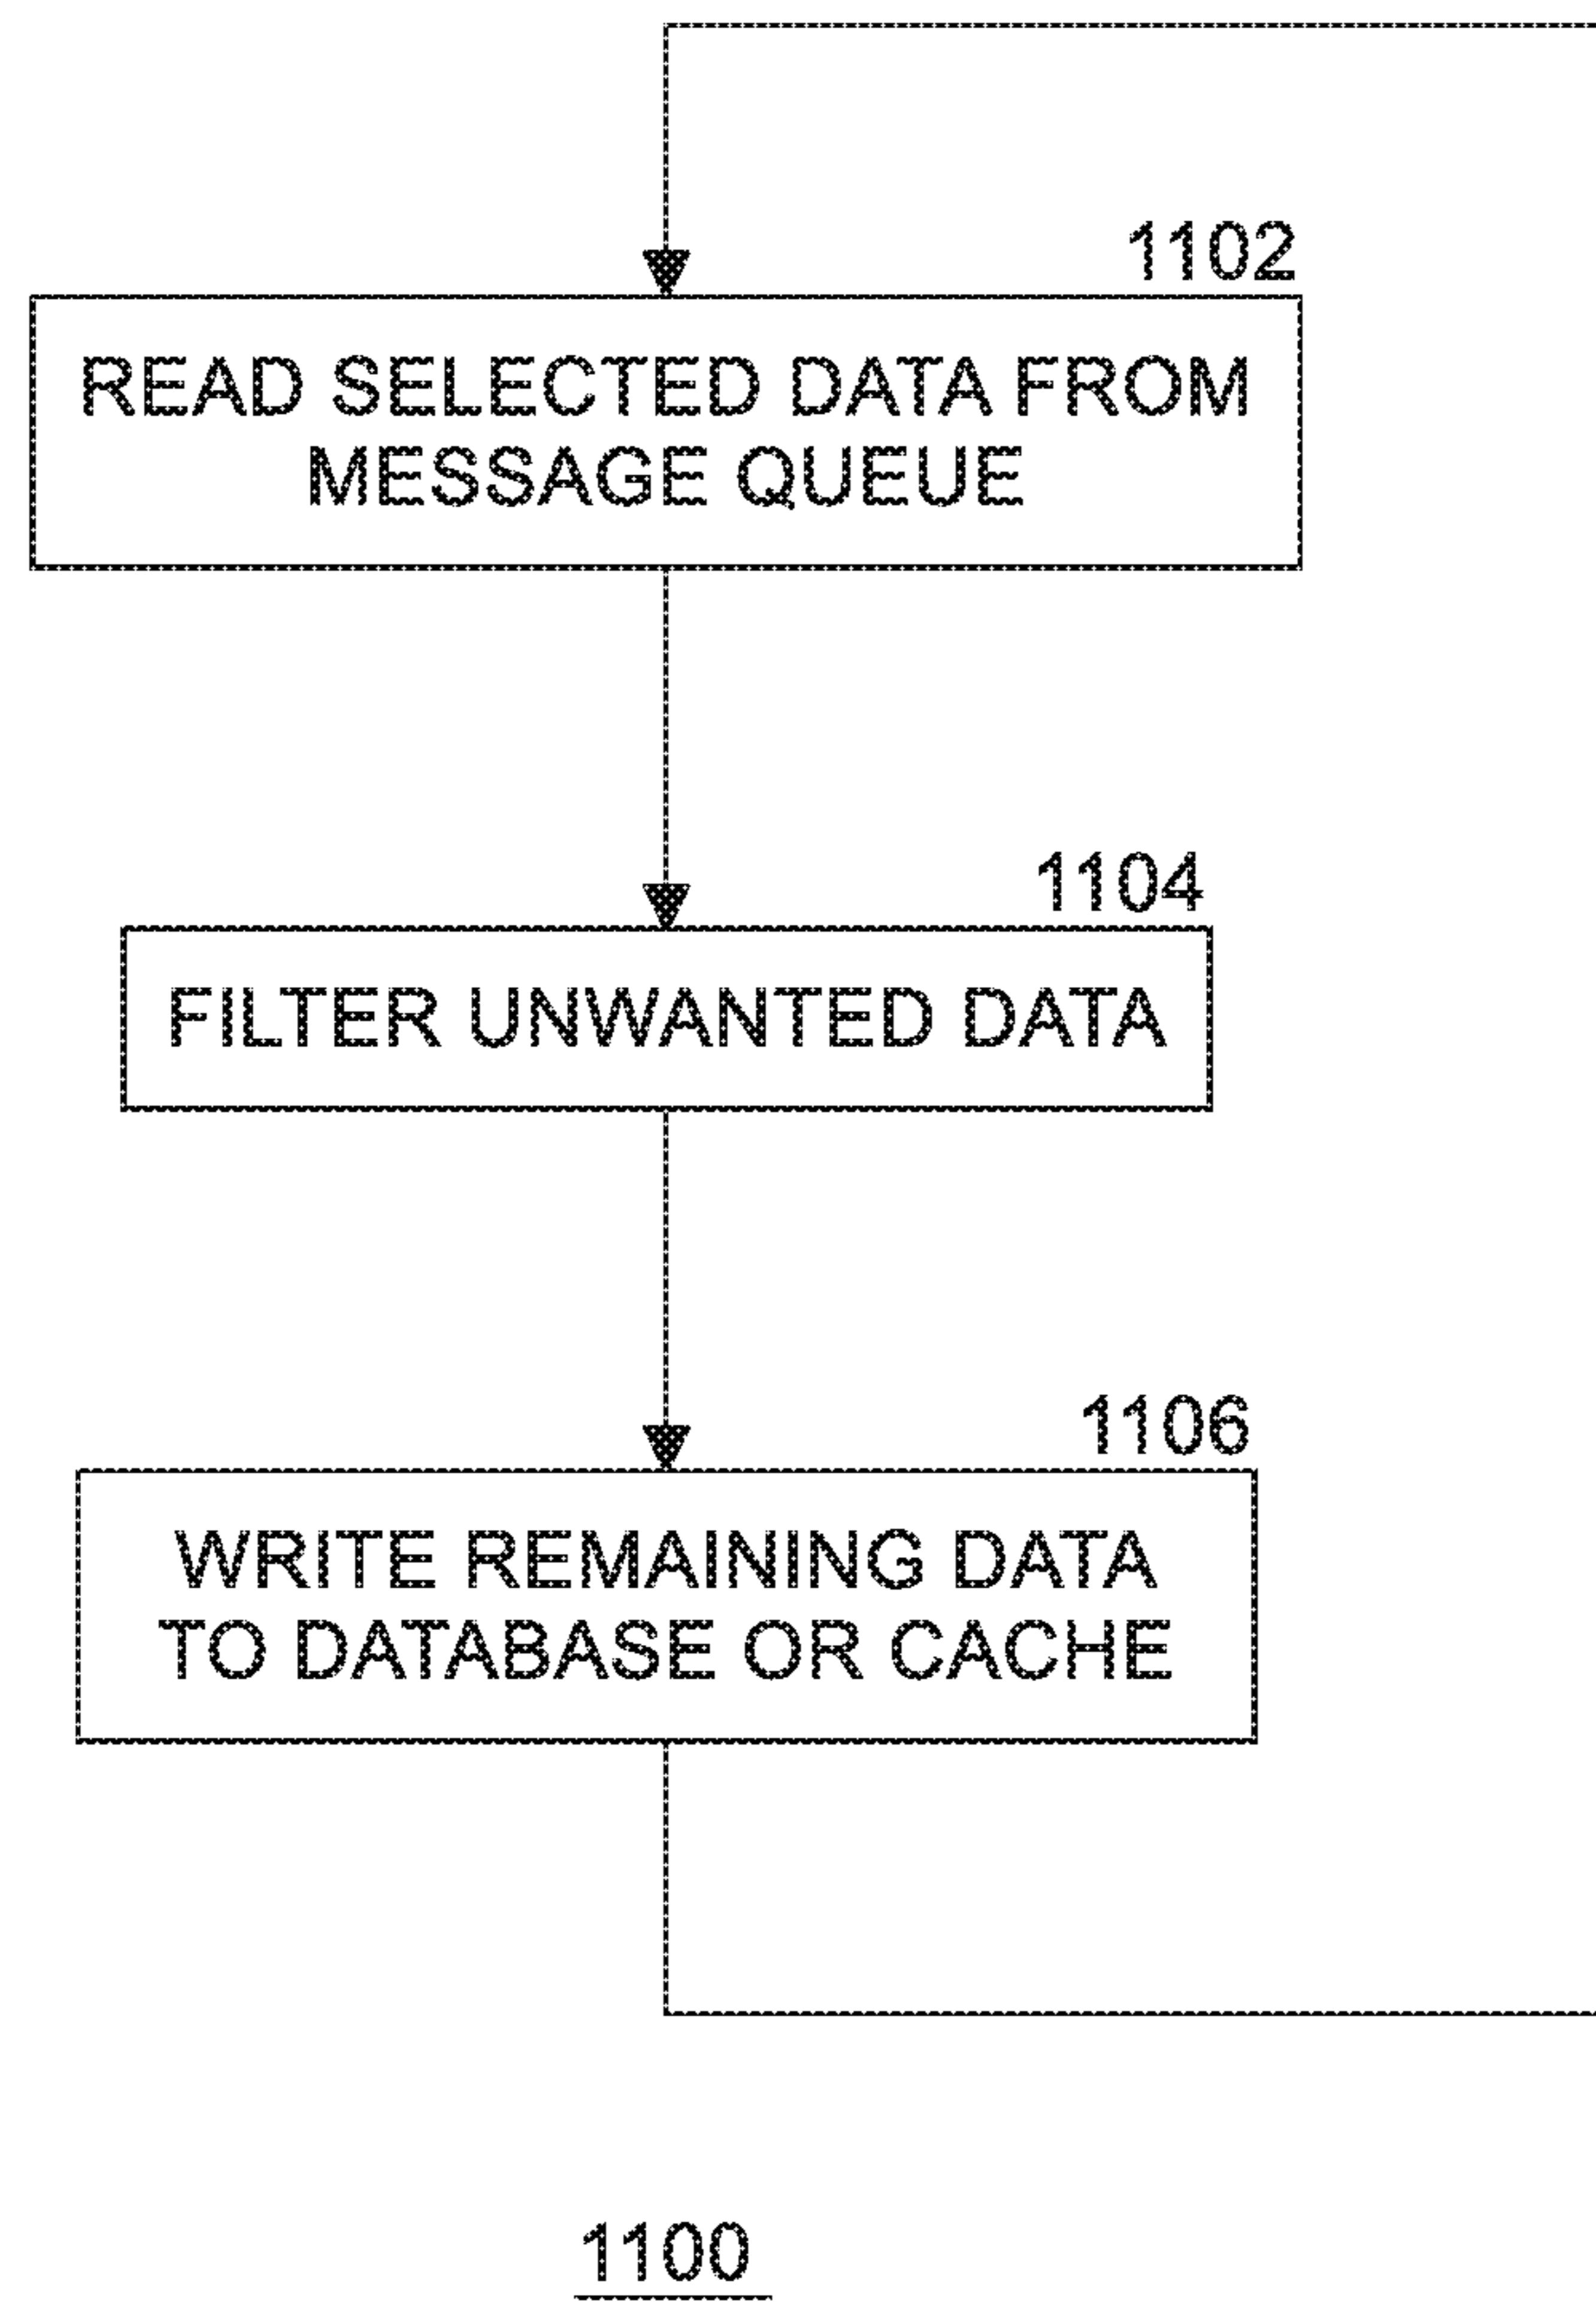 1102
READ SELECTED DATA FROM
MESSAGE QUEUE
1104
FILTER UNWANTED DATA
1106
WRITE REMAINING DATA
TO DATABASE OR CACHE
1100